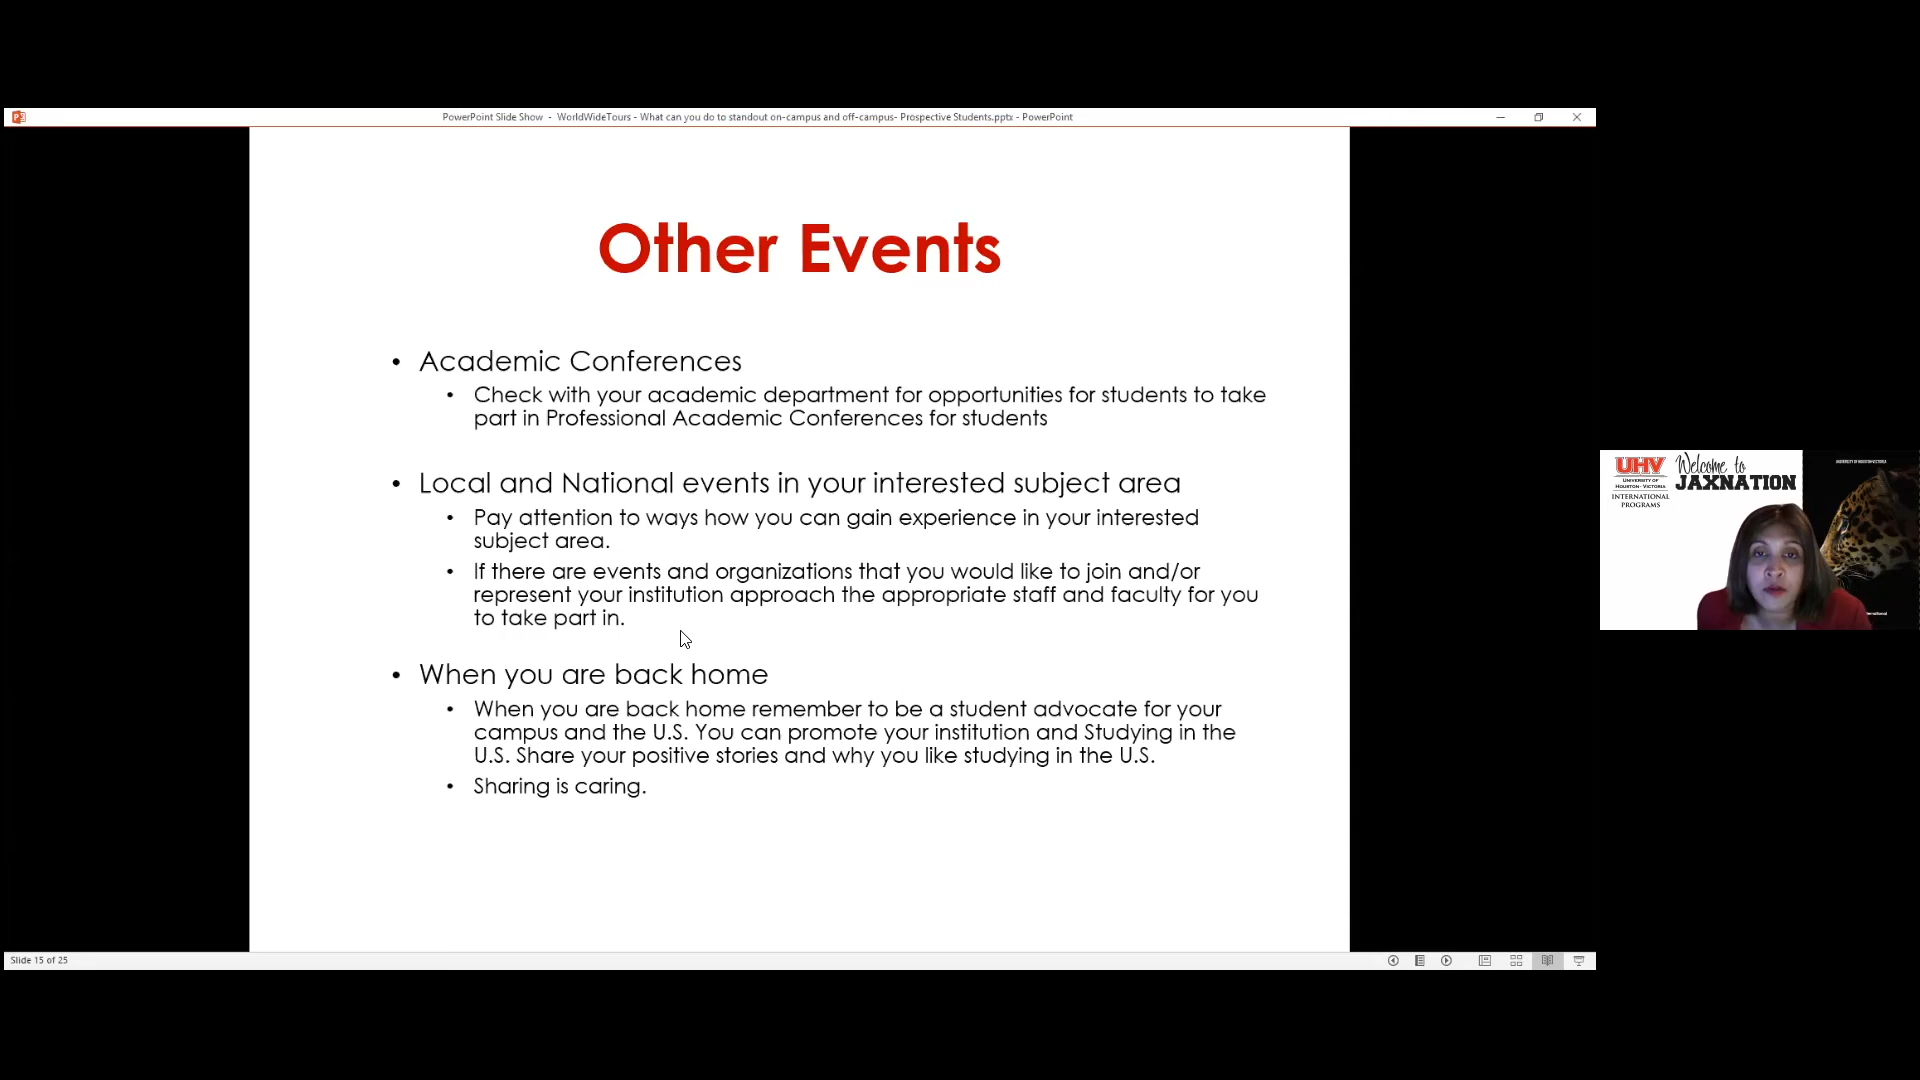 PowerPoint Slide Show - WorldWideTours - What can you do to standout on-campus and off-campus- Prospective Students.pptx - PowerPoint
Other Events
• Academic Conferences
• Check with your academic department for opportunities for students to take
part in Professional Academic Conferences for students
• Local and National events in your interested subject area
• Pay attention to ways how you can gain experience in your interested
subject area.
• If there are events and organizations that you would like to join and/or
represent your institution approach the appropriate staff and faculty for you
to take part in.
• When you are back home
• When you are back home remember to be a student advocate for your
campus and the U.S. You can promote your institution and Studying in the
U.S. Share your positive stories and why you like studying in the U.S.
• Sharing is caring.
Slide 15 of 25
UHV
UNIVERSITY OF
HOUSTON-VICTORIA
INTERNATIONAL
PROGRAMS
Welcome to
JAXNATION
UNIVERSITY OF HOUSTON-VICTORIA